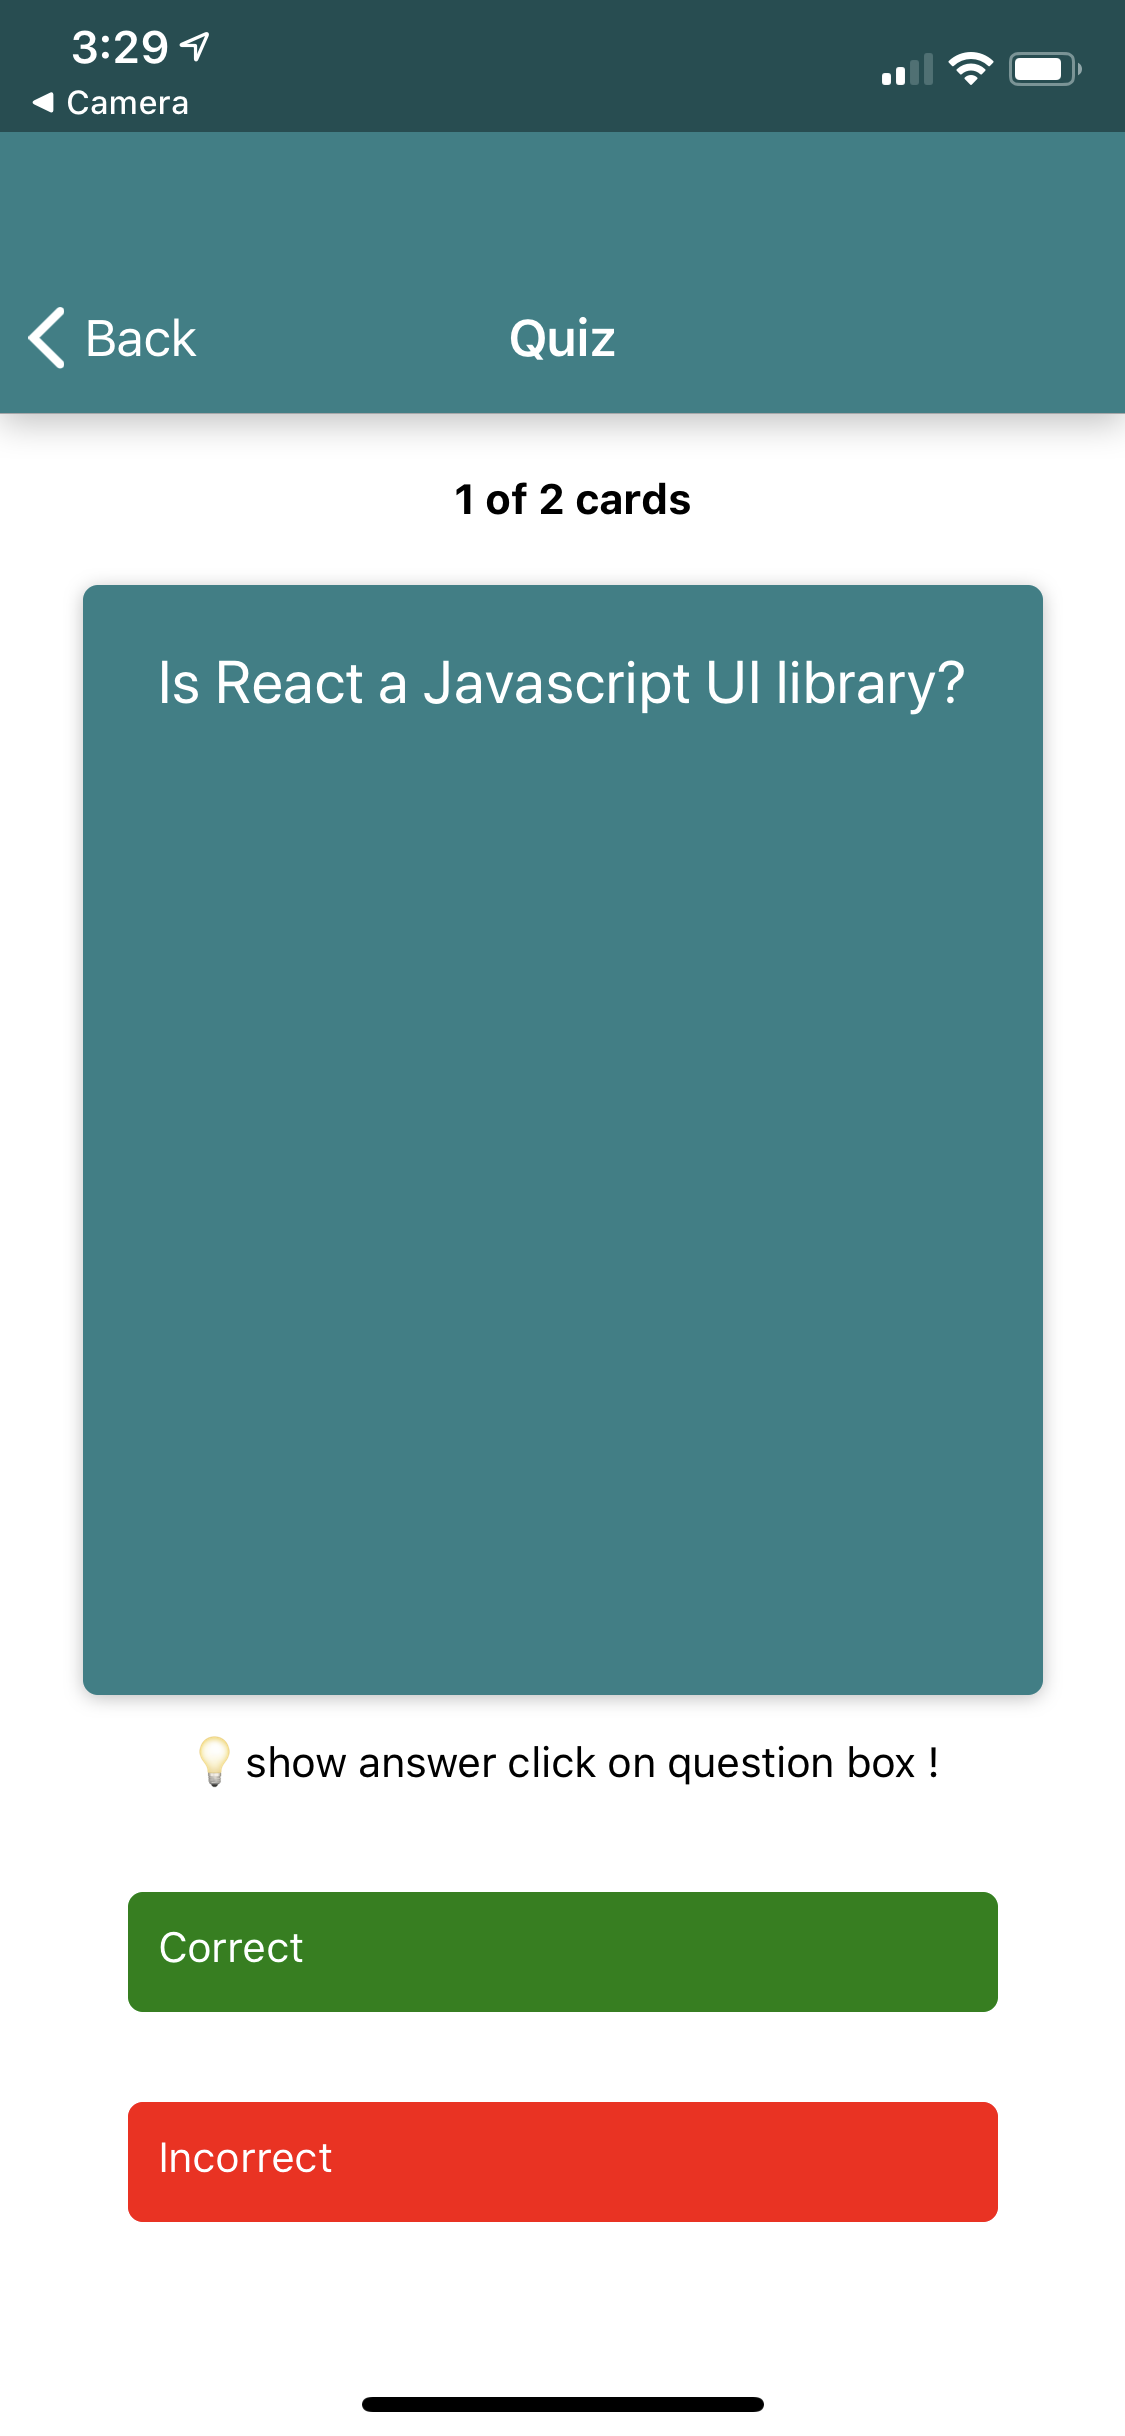 3:29
Camera
Back
Quiz
1 of 2 cards
Is React a Javascript UI library?
show answer click on question box !
Correct
Incorrect